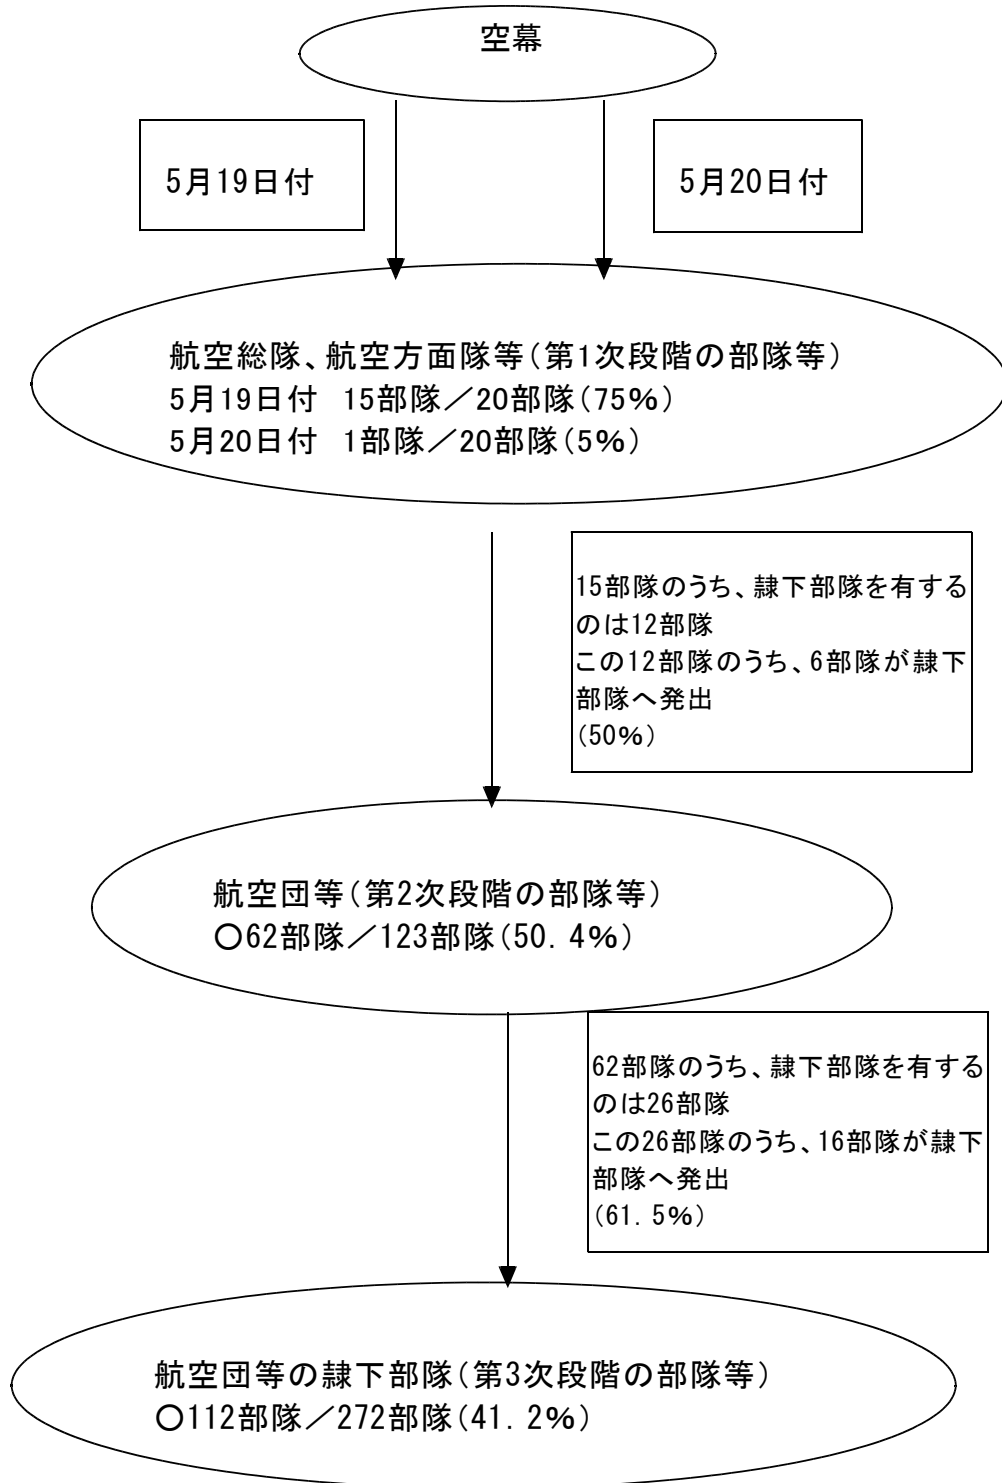 空幕
5月19日付
5月20日付
航空総隊、航空方面隊等(第1次段階の部隊等)
5月19日付 15部隊/20部隊(75%)
5月20日付 1部隊/20部隊(5%)
15部隊のうち、隷下部隊を有する
のは12部隊
この12部隊のうち、6部隊が隷下
部隊へ発出
(50%)
航空団等(第2次段階の部隊等)
○62部隊/123部隊(50.4%)
62部隊のうち、隷下部隊を有する
のは26部隊
この26部隊のうち、16部隊が隷下
部隊へ発出
(61.5%)
航空団等の隷下部隊(第3次段階の部隊等)
○112部隊/272部隊(41.2%)